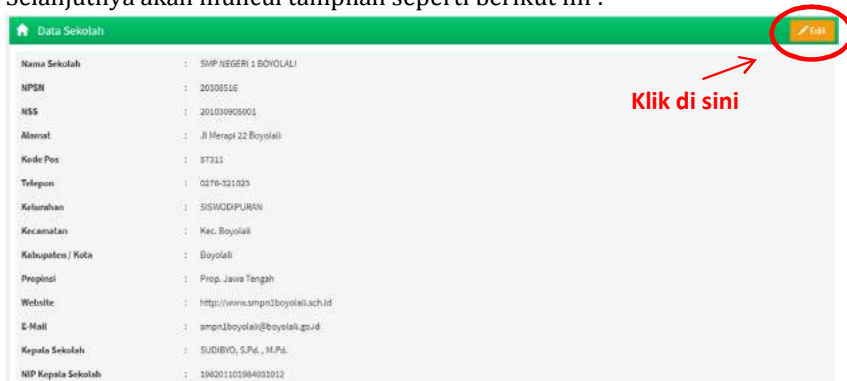 Selanjutnya akan muncul tampilan seperti berikut ini :
Data Sekolah
Edit
Klik di sini
Nama Sekolah : SMP NEGERI 1 BOYOLALI
NPSN : 20308516
NSS : 201030905001
Alamat : Jl Merapi 22 Boyolali
Kode Pos : 57311
Telepon : 0276-321023
Kelurahan : SISWODIPURAN
Kecamatan : Kec. Boyolali
Kabupaten / Kota : Boyolali
Propinsi : Prop. Jawa Tengah
Website : http://www.smpn1boyolali.sch.id
E-Mail : smpn1boyolali@boyolali.go.id
Kepala Sekolah : SUDIBYO, S.Pd., M.Pd.
NIP Kepala Sekolah :